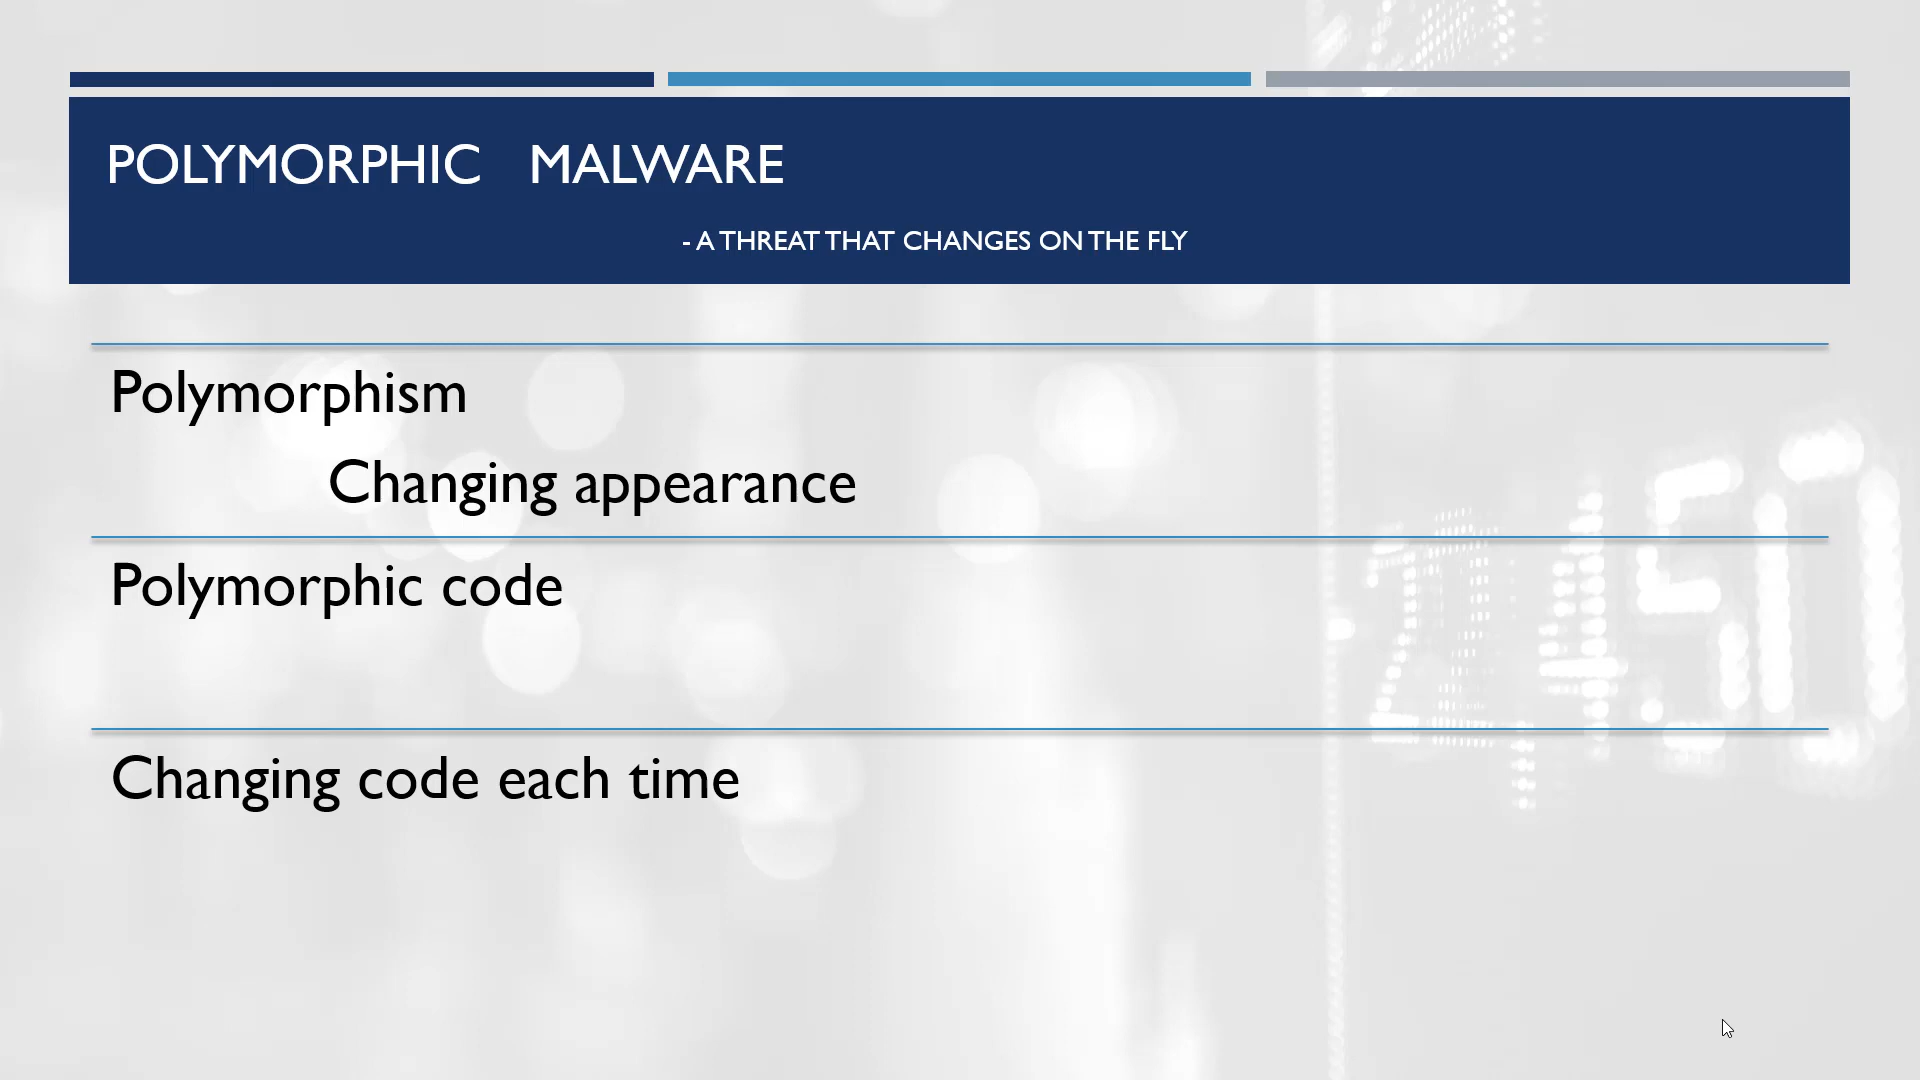 POLYMORPHIC MALWARE
- A THREAT THAT CHANGES ON THE FLY
Polymorphism
Changing appearance
Polymorphic code
Changing code each time